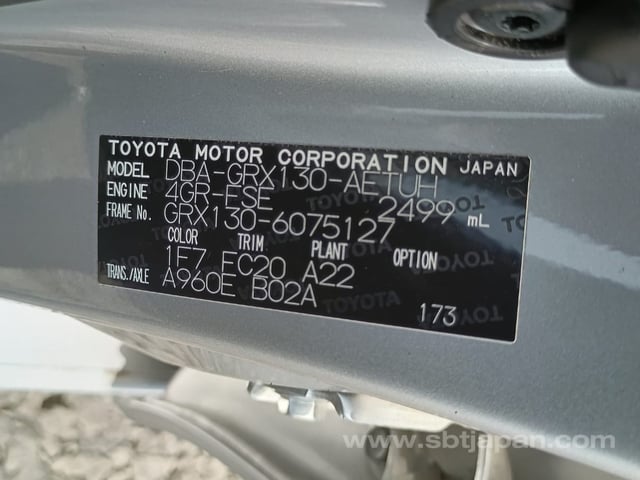 TOYOTA MOTOR CORPORATION JAPAN
MODEL DBA-GRX130-AETUH
ENGINE 4GR-FSE 2499 mL
FRAME No. GRX130-6075127
COLOR TRIM PLANT OPTION
1F7 EC20 A22
TRANS./AXLE A960E B02A
173
www.sbtjapan.com